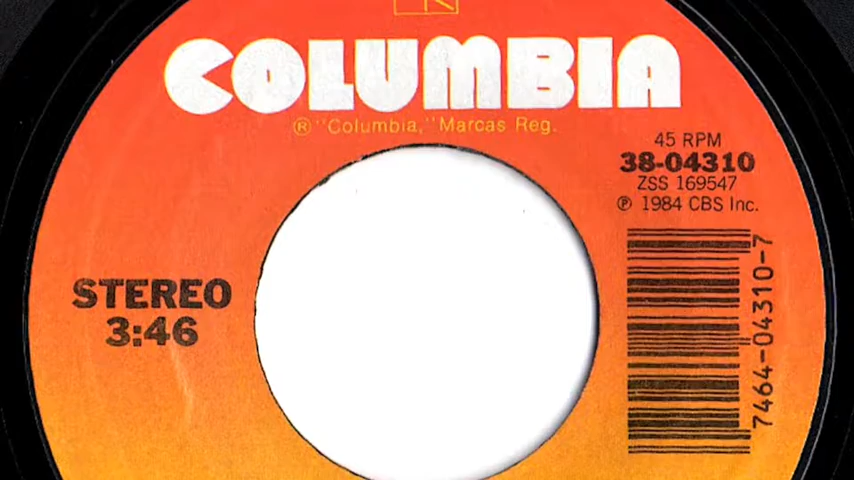 COLUMBIA
® "Columbia," Marcas Reg.
45 RPM
38-04310
ZSS 169547
℗ 1984 CBS Inc.
STEREO
3:46
7464-04310-7